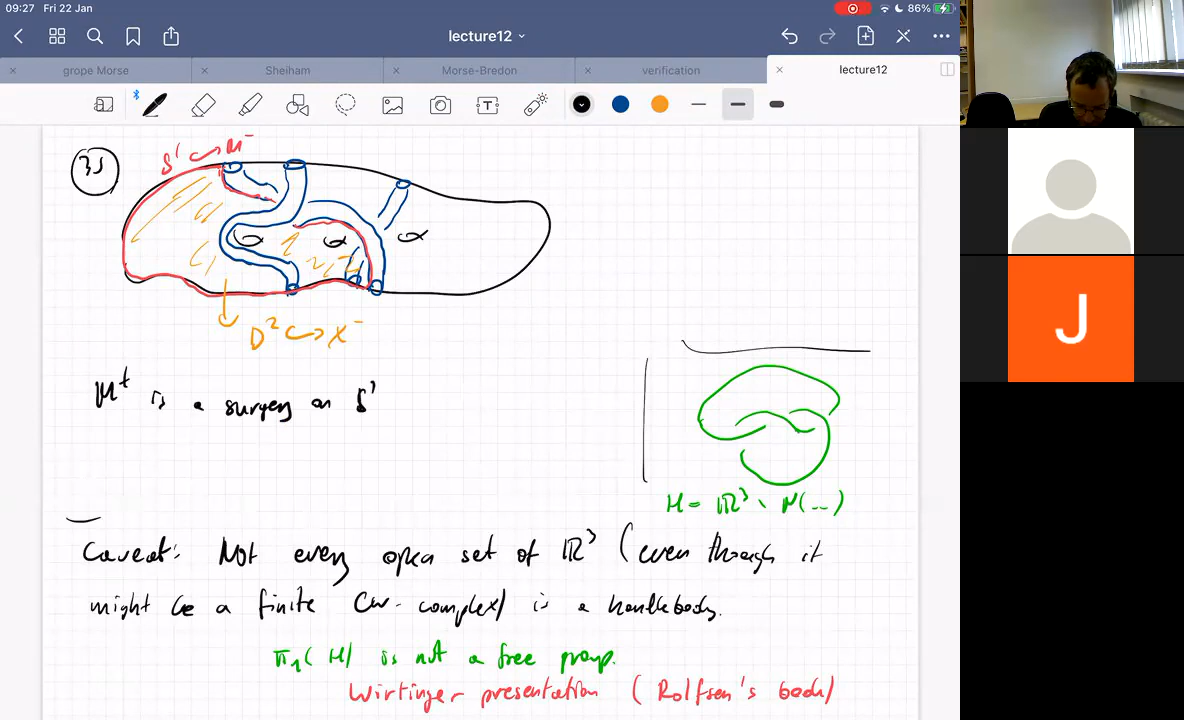 09:27 Fri 22 Jan
86%
lecture12
grope Morse
Sheiham
Morse-Bredon
verification
lecture12
35
S¹ ↪ M⁻
D² ↪ X⁻
M⁺ is a surgery on S¹
H = ℝ³ \ N(...)
Caveat: Not every open set of ℝ³ (even though it
might be a finite CW-complex) is a handlebody.
π₁(H) is not a free group.
Wirtinger presentation (Rolfsen's book)
J